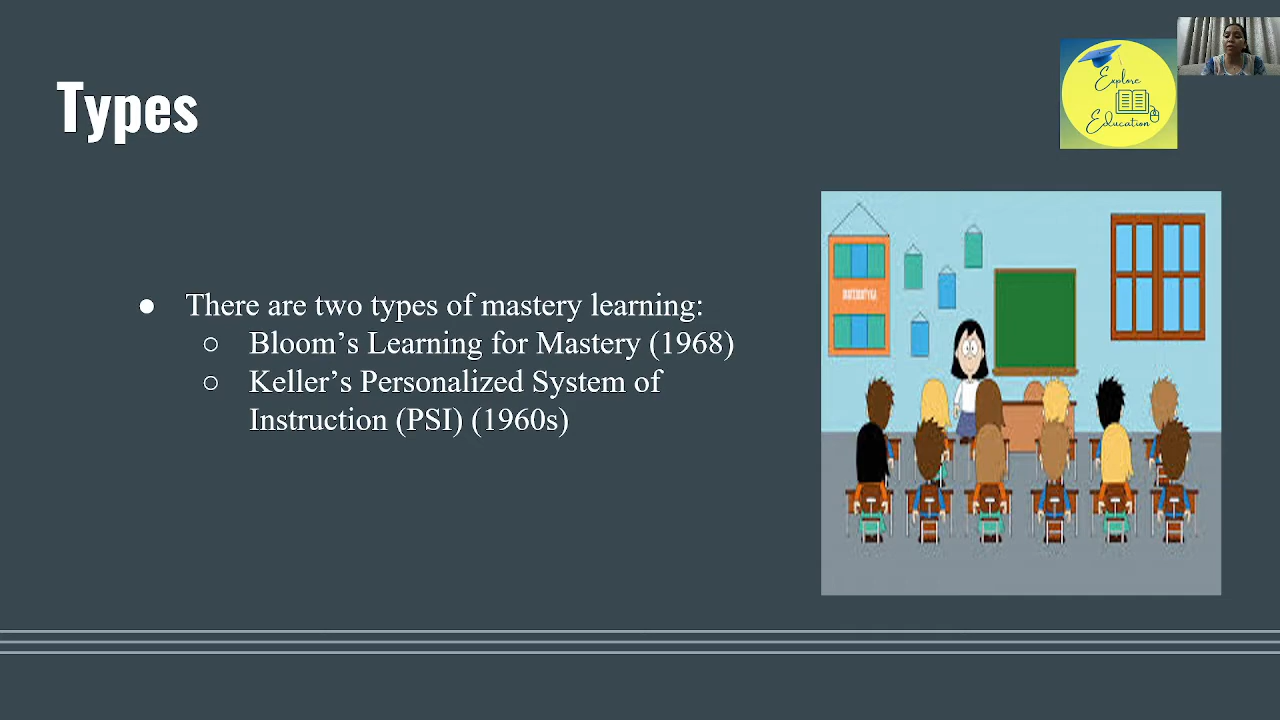 Types
Explore
Education
● There are two types of mastery learning:
○ Bloom's Learning for Mastery (1968)
○ Keller's Personalized System of
Instruction (PSI) (1960s)